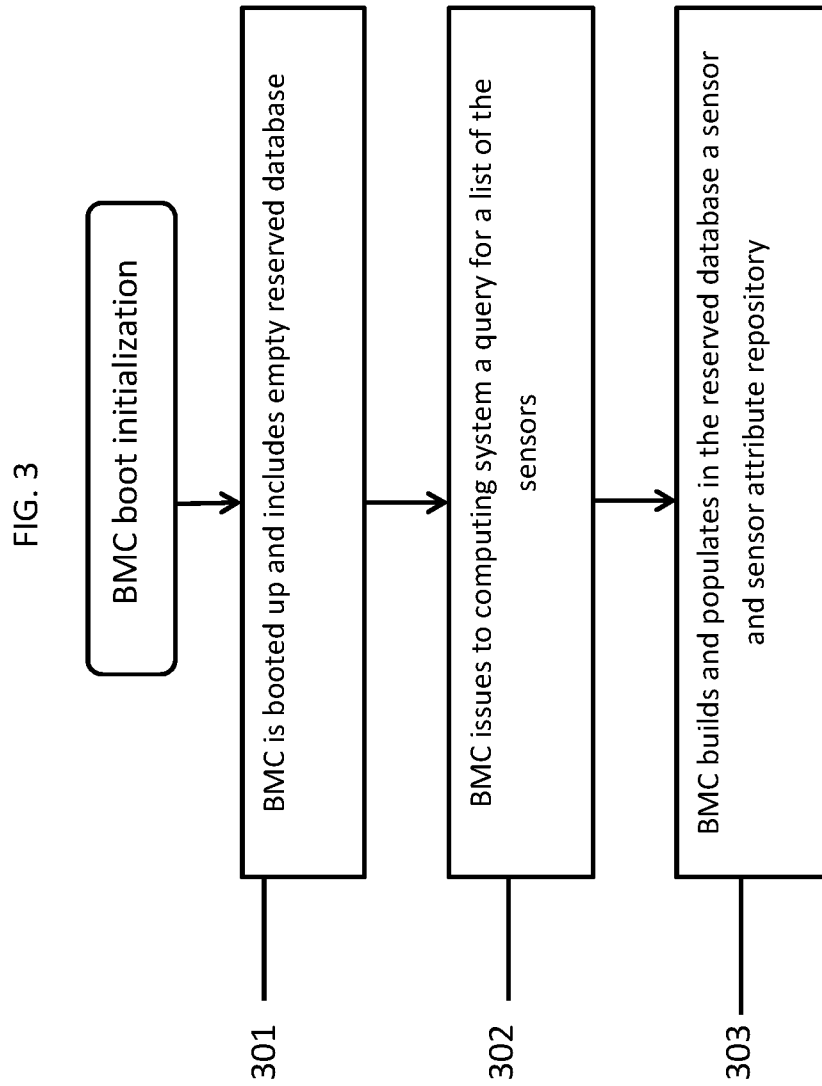 FIG. 3
BMC boot initialization
301
BMC is booted up and includes empty reserved database
302
BMC issues to computing system a query for a list of the
sensors
303
BMC builds and populates in the reserved database a sensor
and sensor attribute repository